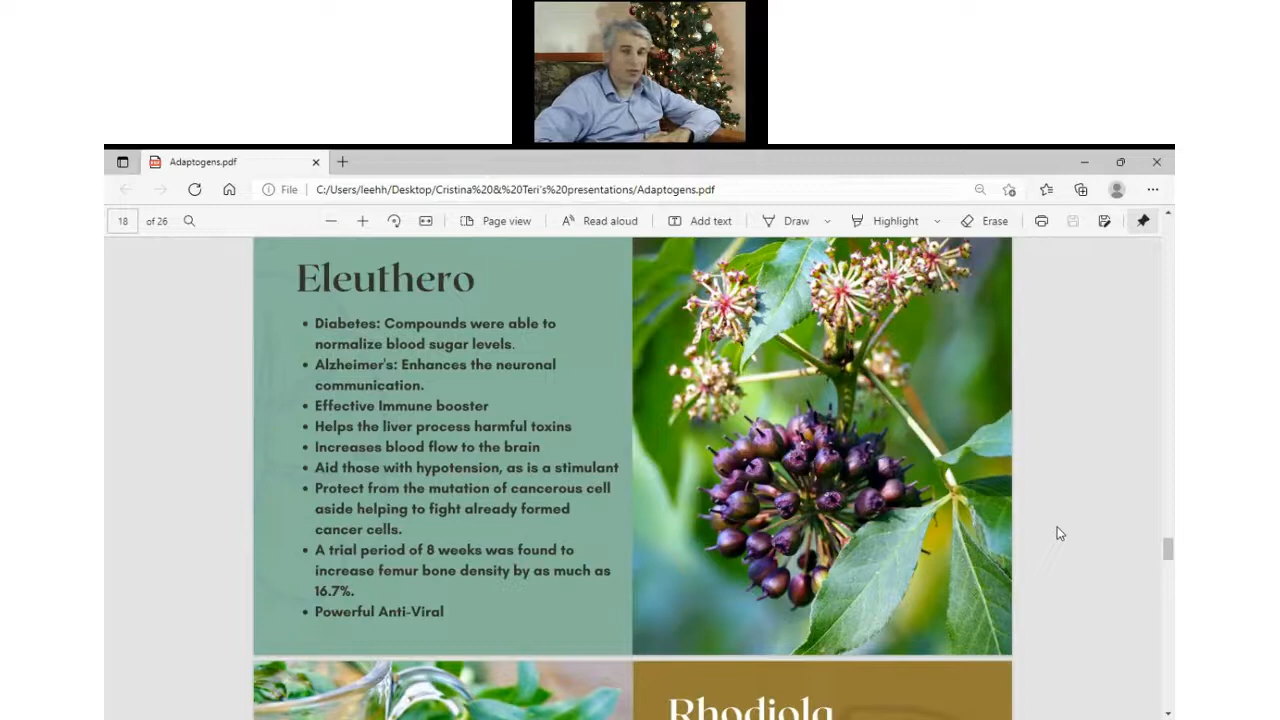 Adaptogens.pdf
File
C:/Users/leehh/Desktop/Cristina%20&%20Teri's%20presentations/Adaptogens.pdf
18 of 26
Page view
Read aloud
Add text
Draw
Highlight
Erase
Eleuthero
• Diabetes: Compounds were able to
normalize blood sugar levels.
• Alzheimer's: Enhances the neuronal
communication.
• Effective Immune booster
• Helps the liver process harmful toxins
• Increases blood flow to the brain
• Aid those with hypotension, as is a stimulant
• Protect from the mutation of cancerous cell
aside helping to fight already formed
cancer cells.
• A trial period of 8 weeks was found to
increase femur bone density by as much as
16.7%.
• Powerful Anti-Viral
Rhodiola